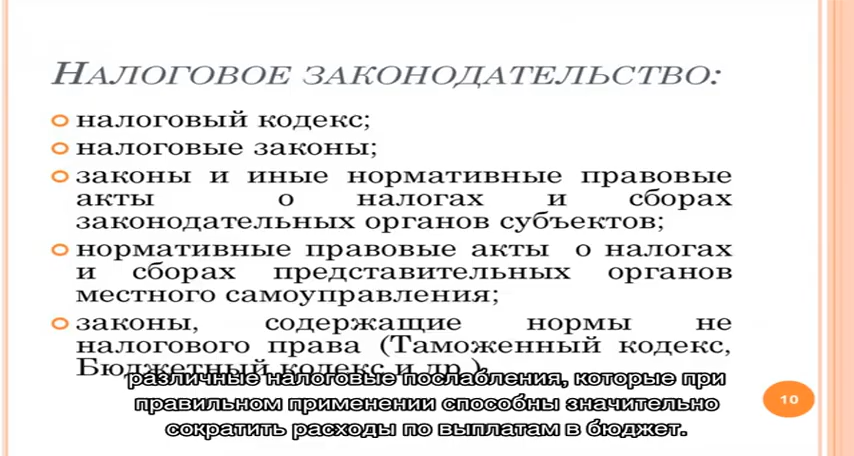 НАЛОГОВОЕ ЗАКОНОДАТЕЛЬСТВО:
налоговый кодекс;
налоговые законы;
законы и иные нормативные правовые
акты о налогах и сборах
законодательных органов субъектов;
нормативные правовые акты о налогах
и сборах представительных органов
местного самоуправления;
законы, содержащие нормы не
налогового права (Таможенный кодекс,
Бюджетный кодекс и др.)
различные налоговые послабления, которые при
правильном применении способны значительно
сократить расходы по выплатам в бюджет.
10